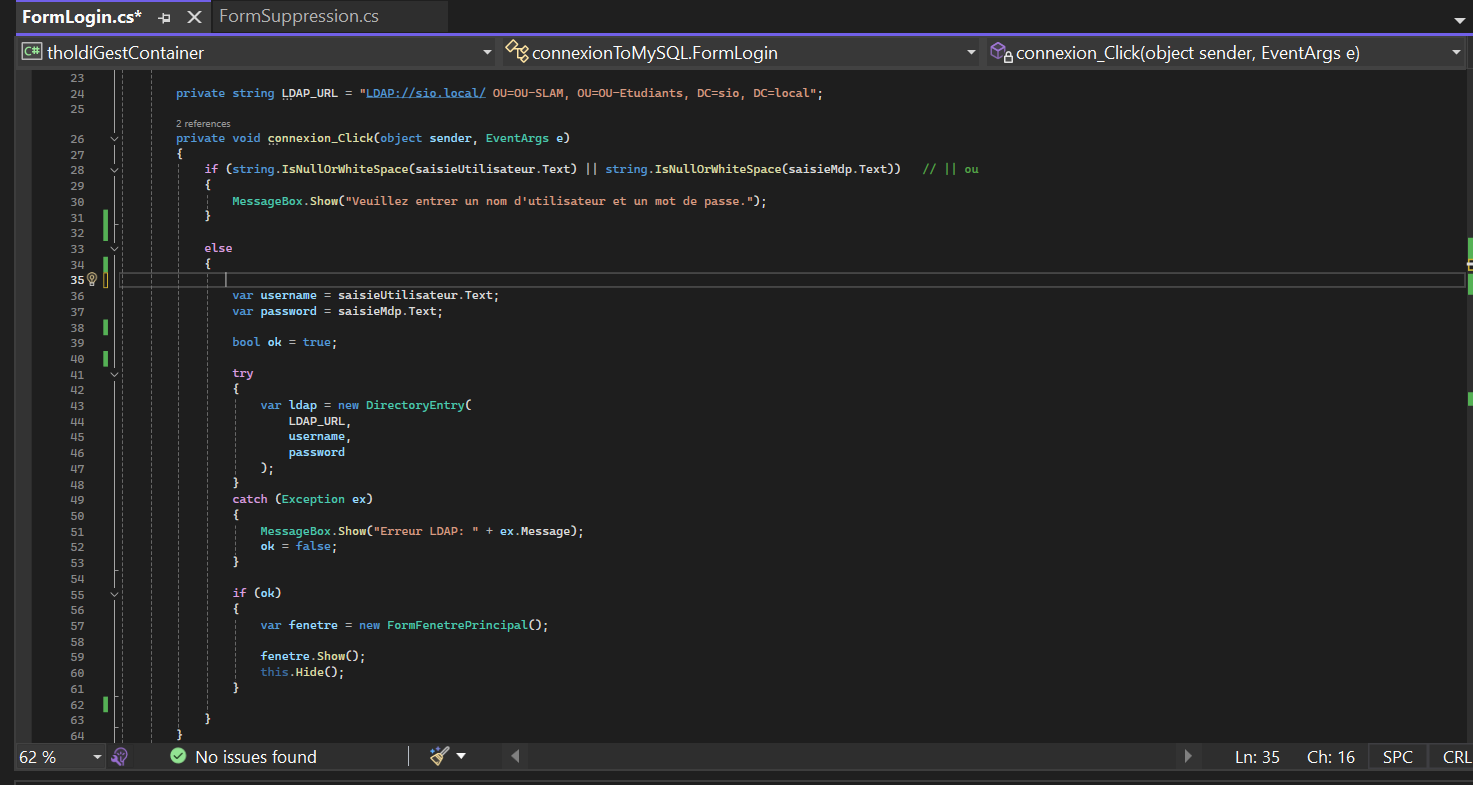 FormLogin.cs* FormSuppression.cs
C# tholdiGestContainer connexionToMySQL.FormLogin connexion_Click(object sender, EventArgs e)
23
24 private string LDAP_URL = "LDAP://sio.local/ OU=OU-SLAM, OU=OU-Etudiants, DC=sio, DC=local";
25
2 references
26 private void connexion_Click(object sender, EventArgs e)
27 {
28 if (string.IsNullOrWhiteSpace(saisieUtilisateur.Text) || string.IsNullOrWhiteSpace(saisieMdp.Text)) // || ou
29 {
30 MessageBox.Show("Veuillez entrer un nom d'utilisateur et un mot de passe.");
31 }
32
33 else
34 {
35
36 var username = saisieUtilisateur.Text;
37 var password = saisieMdp.Text;
38
39 bool ok = true;
40
41 try
42 {
43 var ldap = new DirectoryEntry(
44 LDAP_URL,
45 username,
46 password
47 );
48 }
49 catch (Exception ex)
50 {
51 MessageBox.Show("Erreur LDAP: " + ex.Message);
52 ok = false;
53 }
54
55 if (ok)
56 {
57 var fenetre = new FormFenetrePrincipal();
58
59 fenetre.Show();
60 this.Hide();
61 }
62
63 }
64 }
62 % No issues found Ln: 35 Ch: 16 SPC CRL